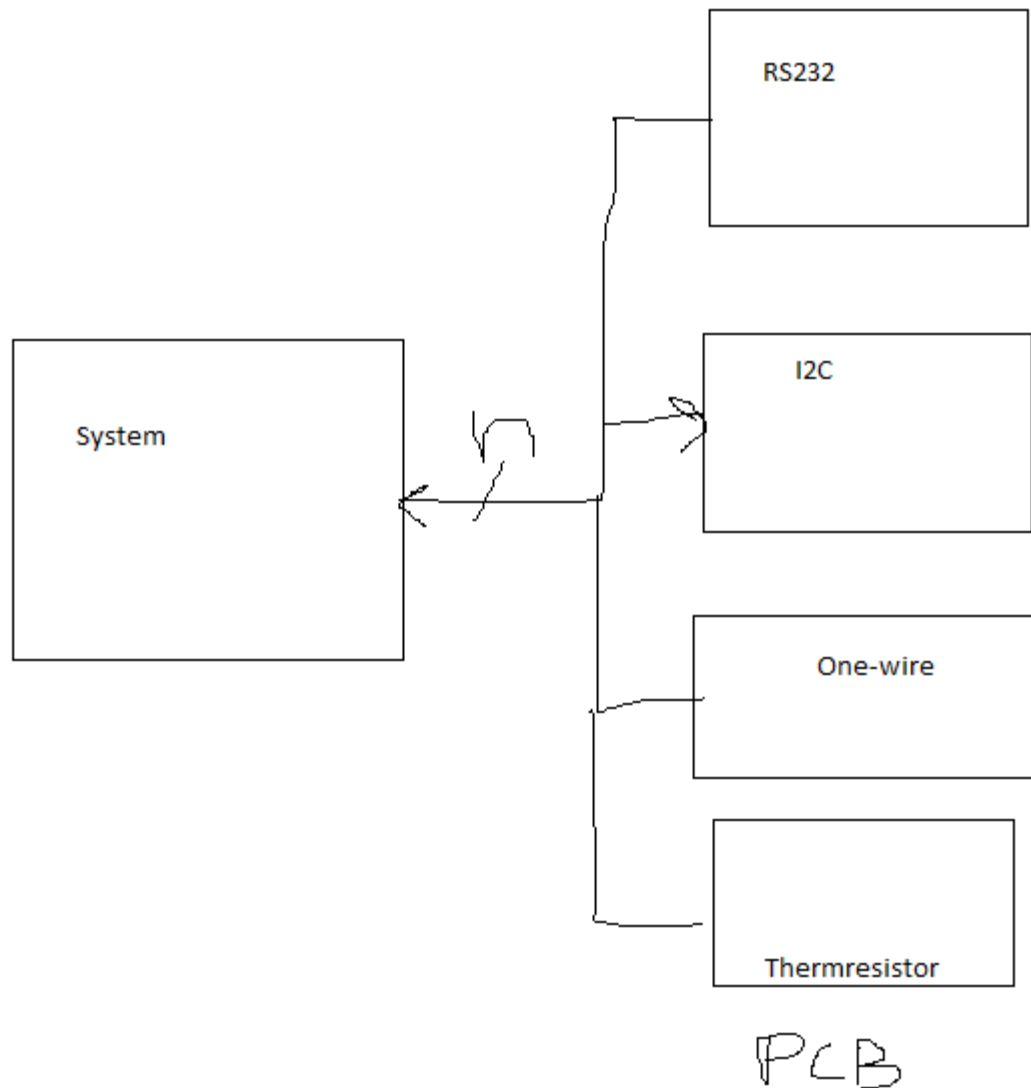 RS232
I2C
System
n
One-wire
Thermresistor
PCB